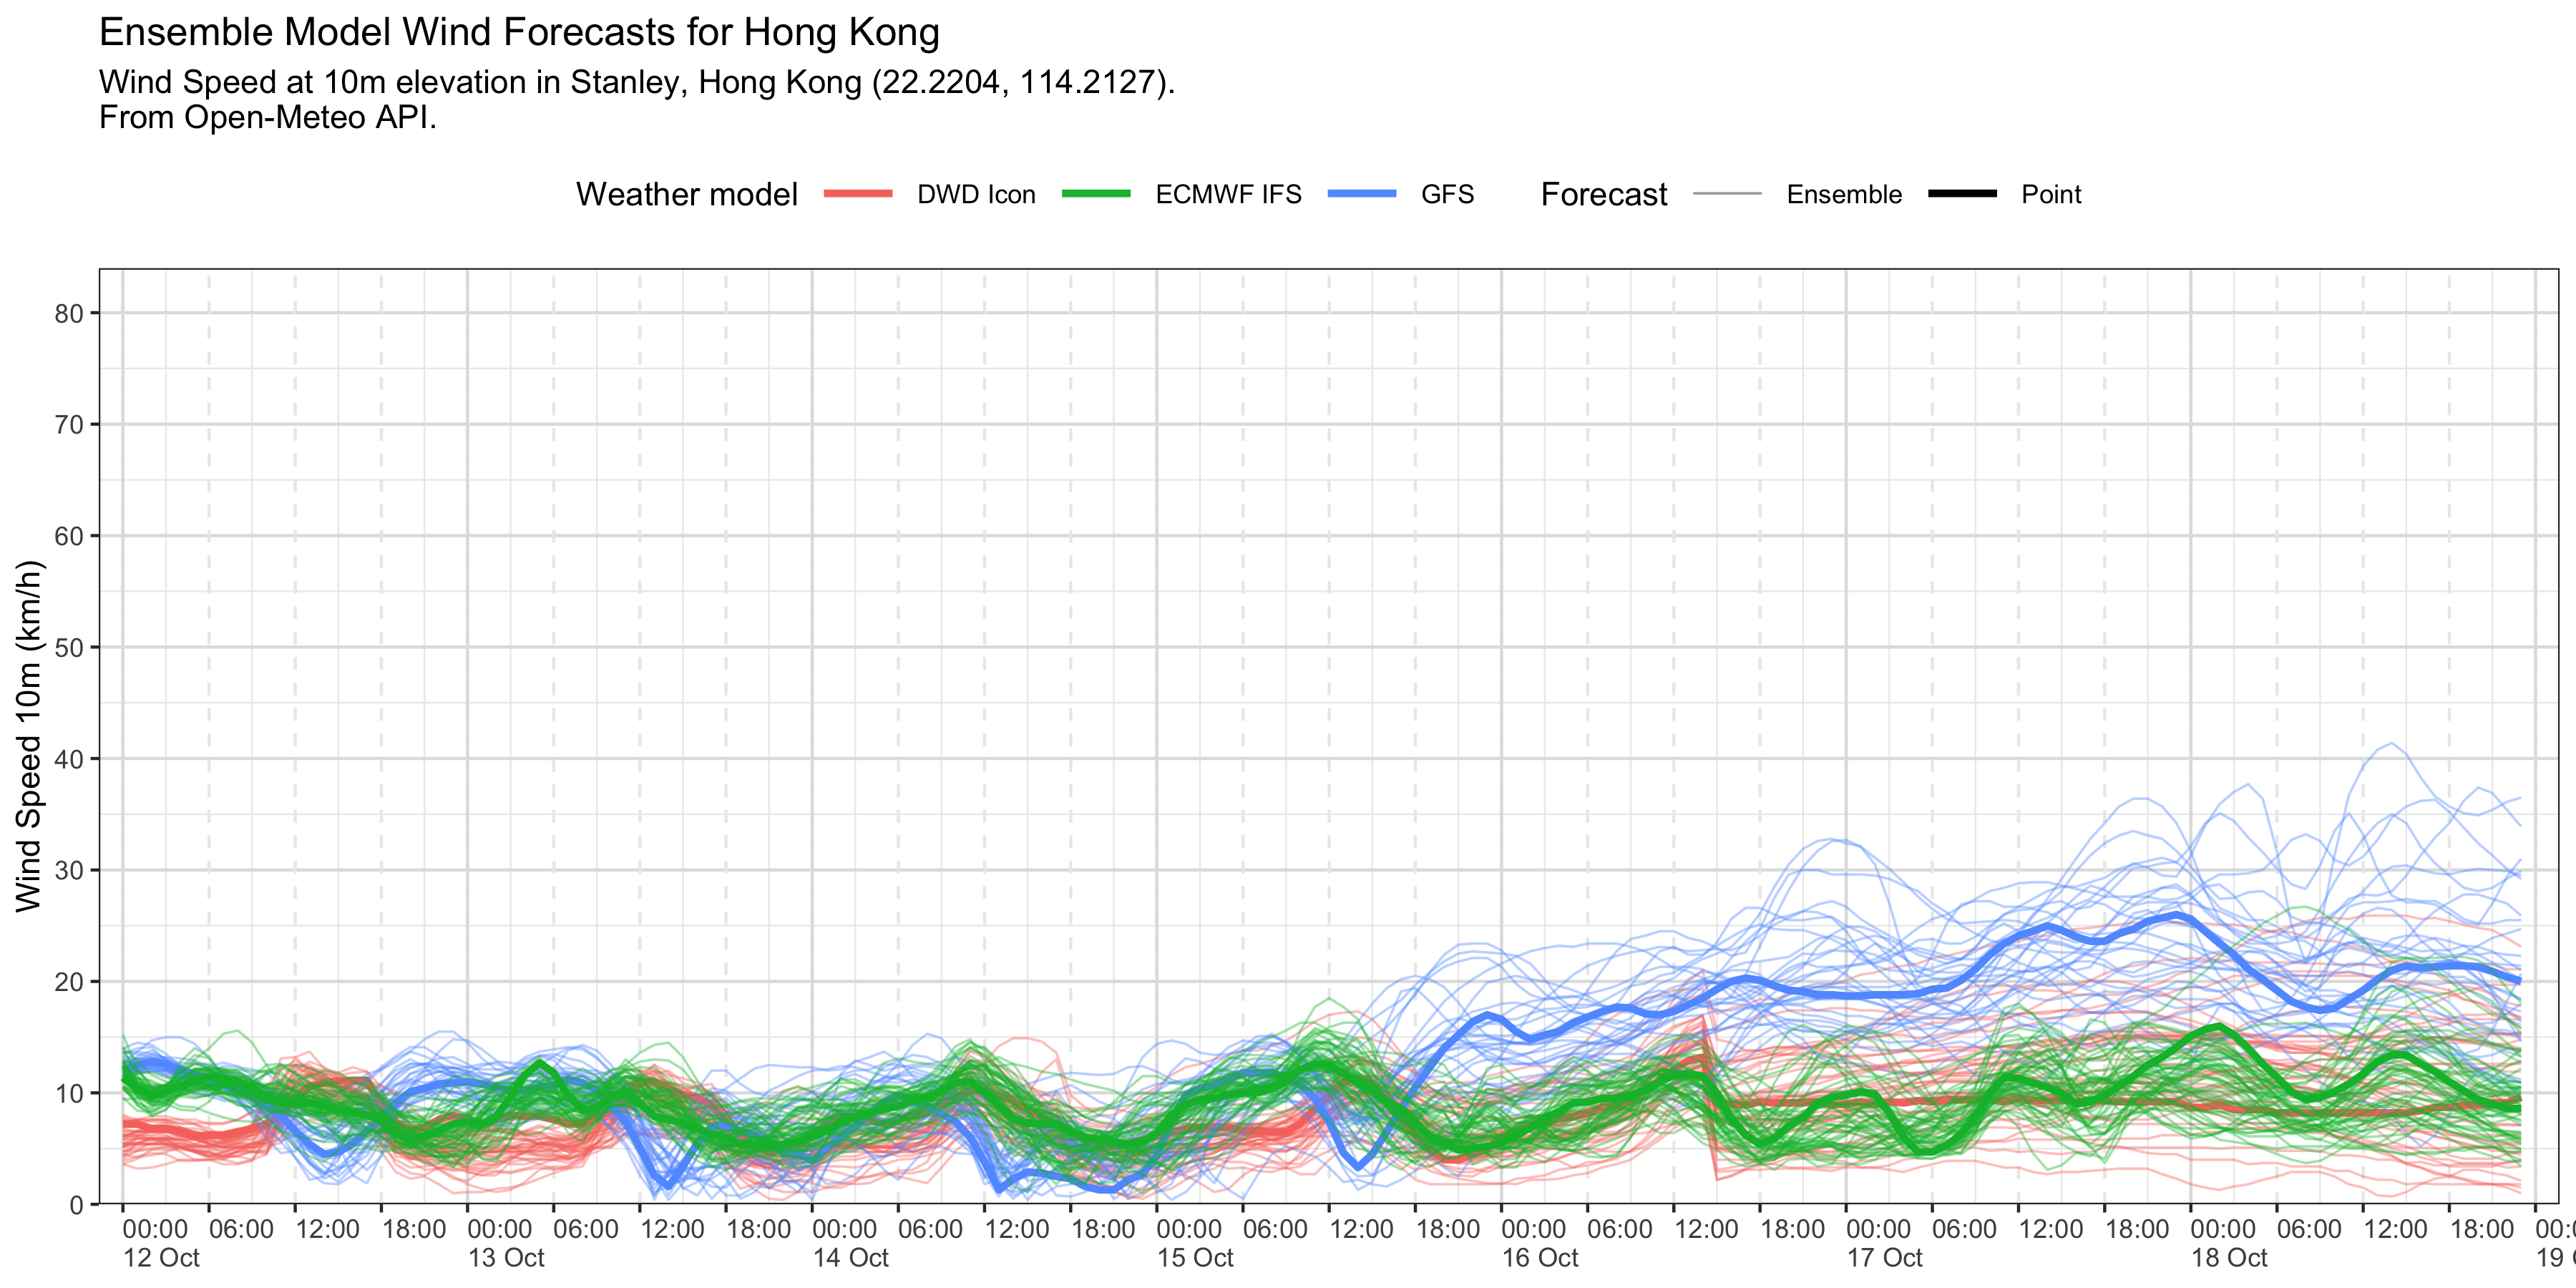 Ensemble Model Wind Forecasts for Hong Kong
Wind Speed at 10m elevation in Stanley, Hong Kong (22.2204, 114.2127).
From Open-Meteo API.
Weather model DWD Icon ECMWF IFS GFS Forecast Ensemble Point
Wind Speed 10m (km/h)
80
70
60
50
40
30
20
10
0
00:00 06:00 12:00 18:00 00:00 06:00 12:00 18:00 00:00 06:00 12:00 18:00 00:00 06:00 12:00 18:00 00:00 06:00 12:00 18:00 00:00 06:00 12:00 18:00 00:00 06:00 12:00 18:00 00:
12 Oct 13 Oct 14 Oct 15 Oct 16 Oct 17 Oct 18 Oct 19